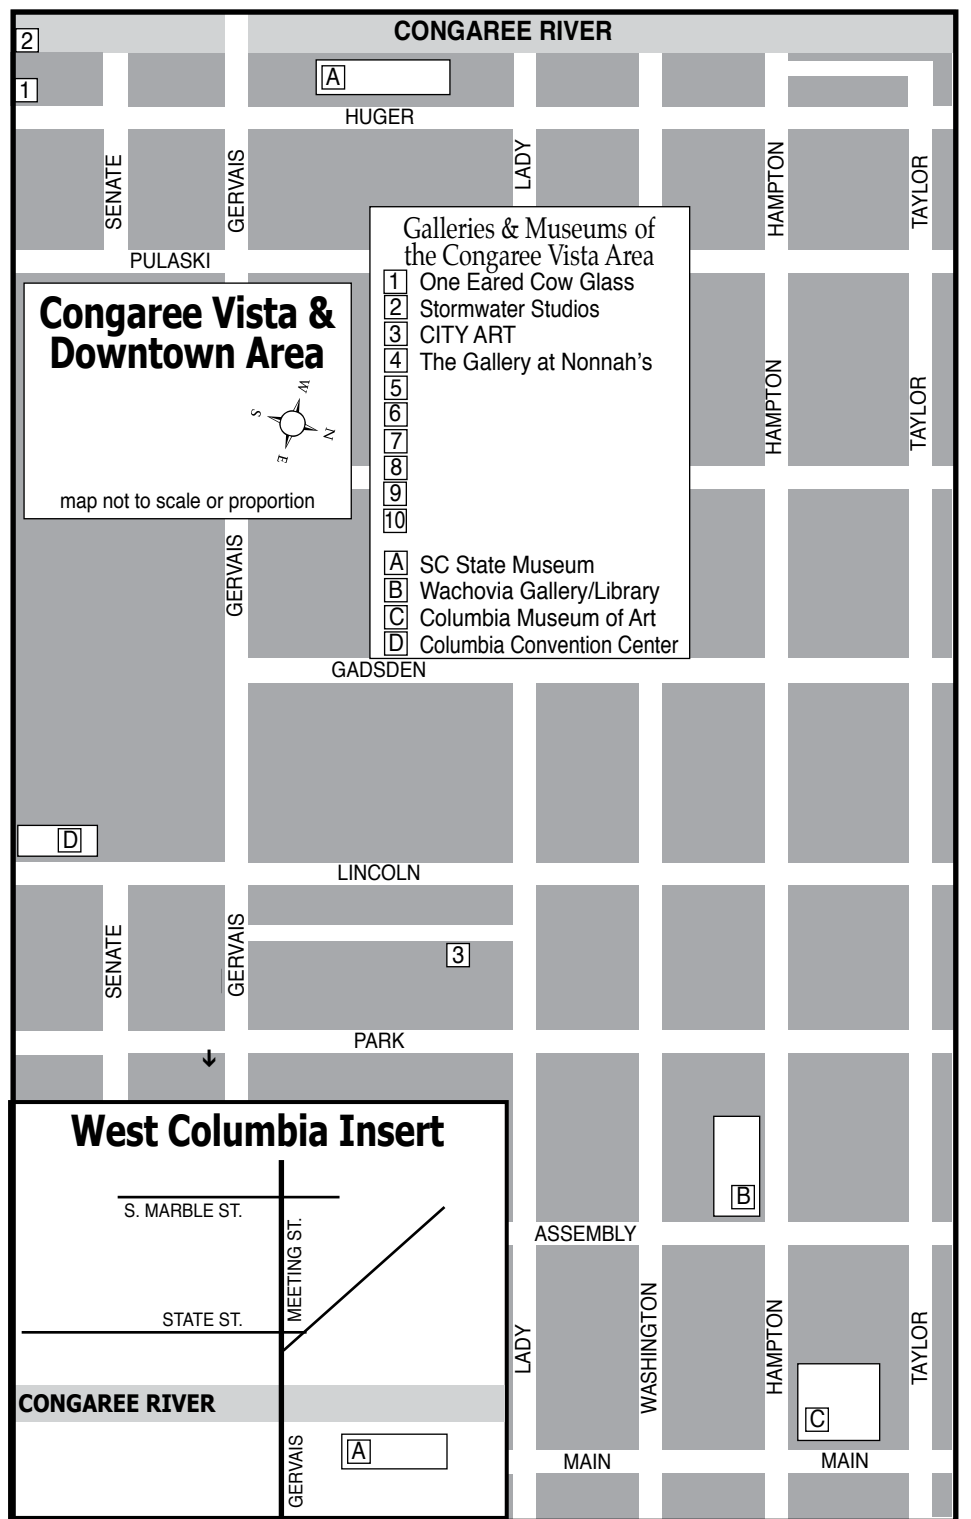 CONGAREE RIVER
2
1
A
HUGER
SENATE
GERVAIS
LADY
HAMPTON
TAYLOR
PULASKI
Galleries & Museums of
the Congaree Vista Area
1 One Eared Cow Glass
2 Stormwater Studios
3 CITY ART
4 The Gallery at Nonnah's
5
6
7
8
9
10
A SC State Museum
B Wachovia Gallery/Library
C Columbia Museum of Art
D Columbia Convention Center
Congaree Vista &
Downtown Area
W
S
N
E
map not to scale or proportion
HAMPTON
TAYLOR
GERVAIS
GADSDEN
D
LINCOLN
SENATE
GERVAIS
3
PARK
West Columbia Insert
S. MARBLE ST.
MEETING ST.
STATE ST.
CONGAREE RIVER
GERVAIS
A
B
ASSEMBLY
LADY
WASHINGTON
HAMPTON
TAYLOR
C
MAIN
MAIN